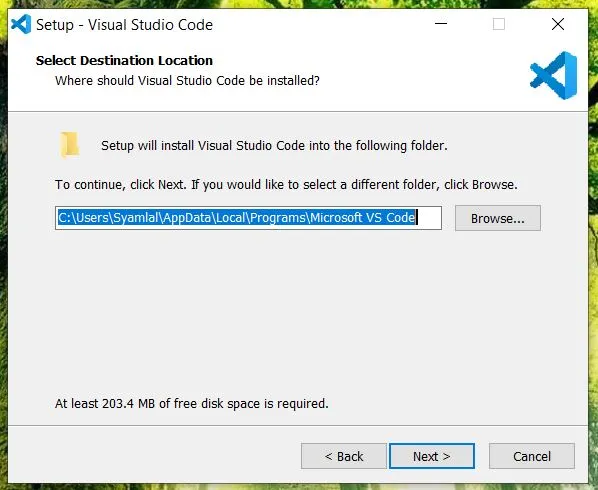 Setup - Visual Studio Code
Select Destination Location
Where should Visual Studio Code be installed?
Setup will install Visual Studio Code into the following folder.
To continue, click Next. If you would like to select a different folder, click Browse.
C:\Users\Syamlal\AppData\Local\Programs\Microsoft VS Code
Browse...
At least 203.4 MB of free disk space is required.
< Back
Next >
Cancel